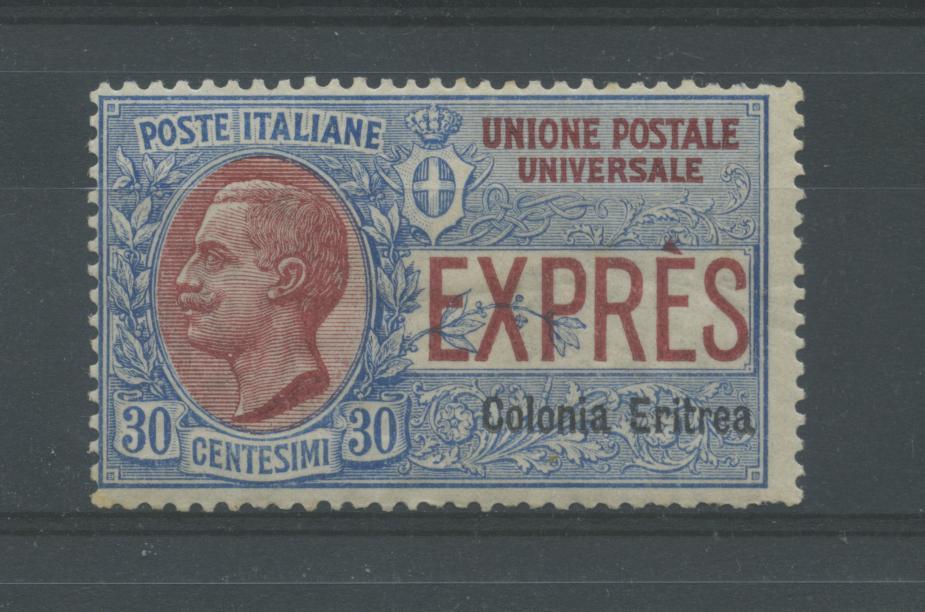 POSTE ITALIANE
UNIONE POSTALE
UNIVERSALE
EXPRÈS
Colonia Eritrea
30 30
CENTESIMI